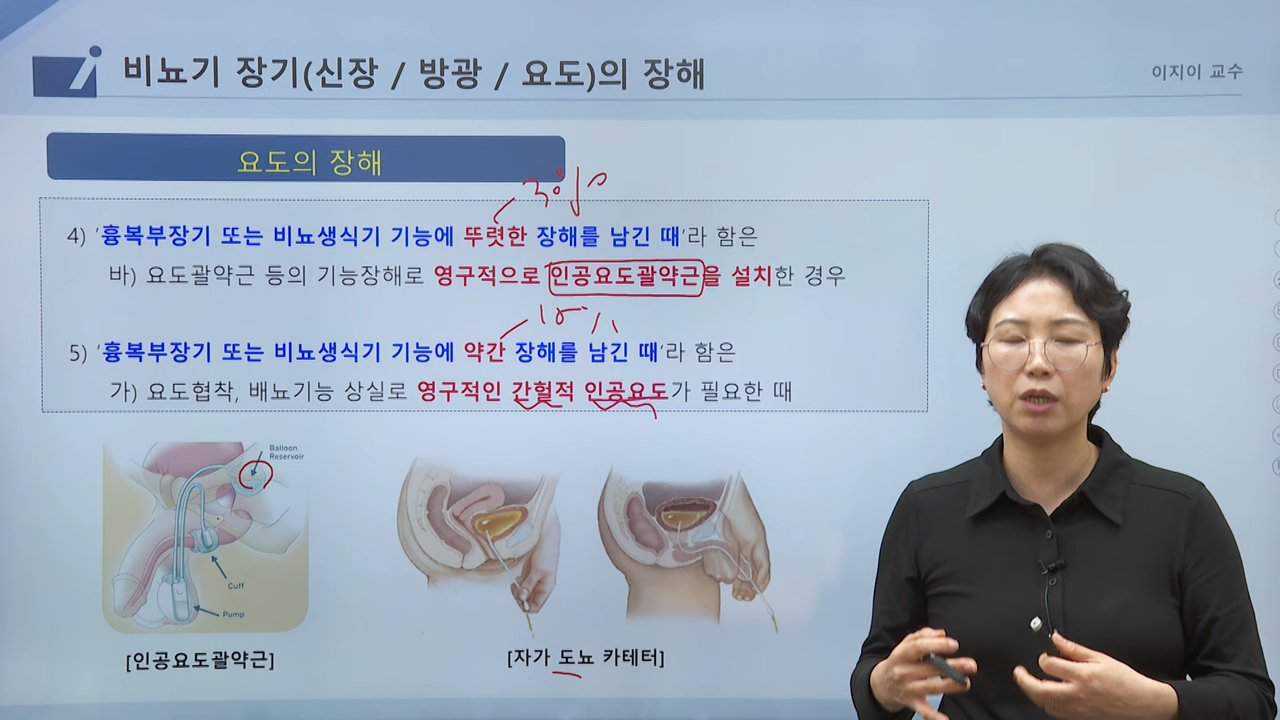 비뇨기 장기(신장 / 방광 / 요도)의 장해
이지이 교수
요도의 장해
4) '흉복부장기 또는 비뇨생식기 기능에 뚜렷한 장해를 남긴 때'라 함은
바) 요도괄약근 등의 기능장해로 영구적으로 인공요도괄약근을 설치한 경우
5) '흉복부장기 또는 비뇨생식기 기능에 약간 장해를 남긴 때'라 함은
가) 요도협착, 배뇨기능 상실로 영구적인 간헐적 인공요도가 필요한 때
Balloon
Reservoir
Cuff
Pump
[인공요도괄약근]
[자가 도뇨 카테터]